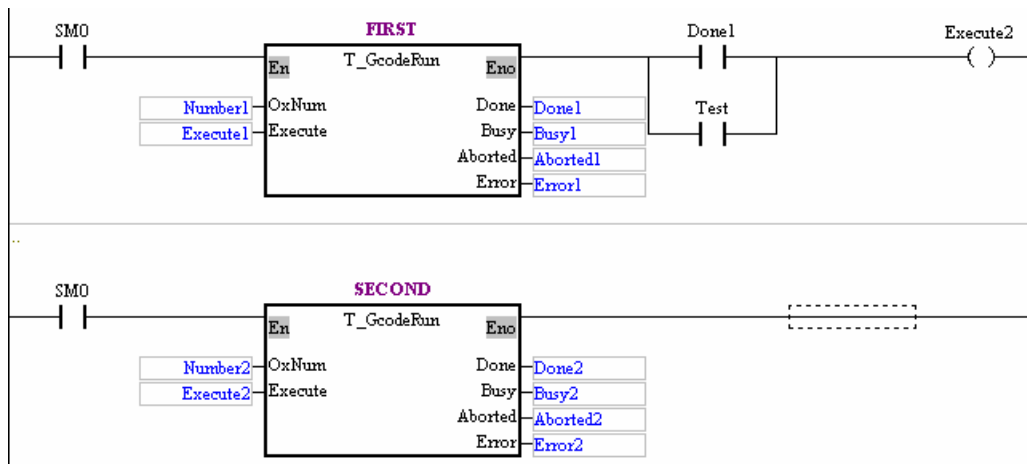 SM0 FIRST Done1 Execute2
En T_GcodeRun Eno
Number1 OxNum Done Done1 Test
Execute1 Execute Busy Busy1
Aborted Aborted1
Error Error1
SM0 SECOND
En T_GcodeRun Eno
Number2 OxNum Done Done2
Execute2 Execute Busy Busy2
Aborted Aborted2
Error Error2